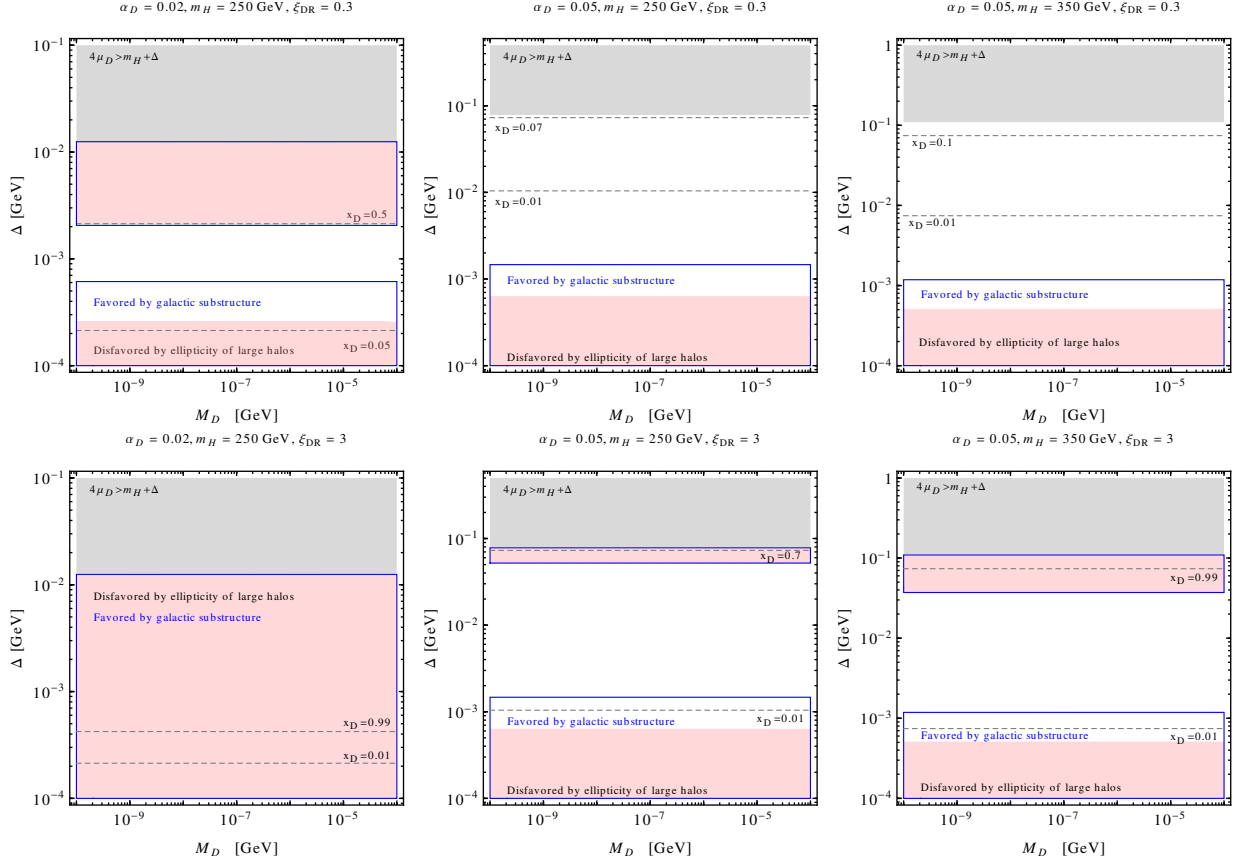 α_D = 0.02, m_H = 250 GeV, ξ_DR = 0.3
10^-1
4μ_D>m_H+Δ
10^-2
x_D=0.5
Δ [GeV]
10^-3
Favored by galactic substructure
x_D=0.05
Disfavored by ellipticity of large halos
10^-4
10^-9 10^-7 10^-5
M_D [GeV]
α_D = 0.05, m_H = 250 GeV, ξ_DR = 0.3
4μ_D>m_H+Δ
10^-1
x_D=0.07
x_D=0.01
10^-2
Δ [GeV]
10^-3
Favored by galactic substructure
Disfavored by ellipticity of large halos
10^-4
10^-9 10^-7 10^-5
M_D [GeV]
α_D = 0.05, m_H = 350 GeV, ξ_DR = 0.3
1
4μ_D>m_H+Δ
10^-1
x_D=0.1
10^-2
x_D=0.01
Δ [GeV]
10^-3
Favored by galactic substructure
Disfavored by ellipticity of large halos
10^-4
10^-9 10^-7 10^-5
M_D [GeV]
α_D = 0.02, m_H = 250 GeV, ξ_DR = 3
10^-1
4μ_D>m_H+Δ
10^-2
Disfavored by ellipticity of large halos
Favored by galactic substructure
Δ [GeV]
10^-3
x_D=0.99
x_D=0.01
10^-4
10^-9 10^-7 10^-5
M_D [GeV]
α_D = 0.05, m_H = 250 GeV, ξ_DR = 3
4μ_D>m_H+Δ
10^-1
x_D=0.7
10^-2
Δ [GeV]
10^-3
Favored by galactic substructure
x_D=0.01
Disfavored by ellipticity of large halos
10^-4
10^-9 10^-7 10^-5
M_D [GeV]
α_D = 0.05, m_H = 350 GeV, ξ_DR = 3
1
4μ_D>m_H+Δ
10^-1
x_D=0.99
10^-2
Δ [GeV]
10^-3
Favored by galactic substructure
x_D=0.01
Disfavored by ellipticity of large halos
10^-4
10^-9 10^-7 10^-5
M_D [GeV]